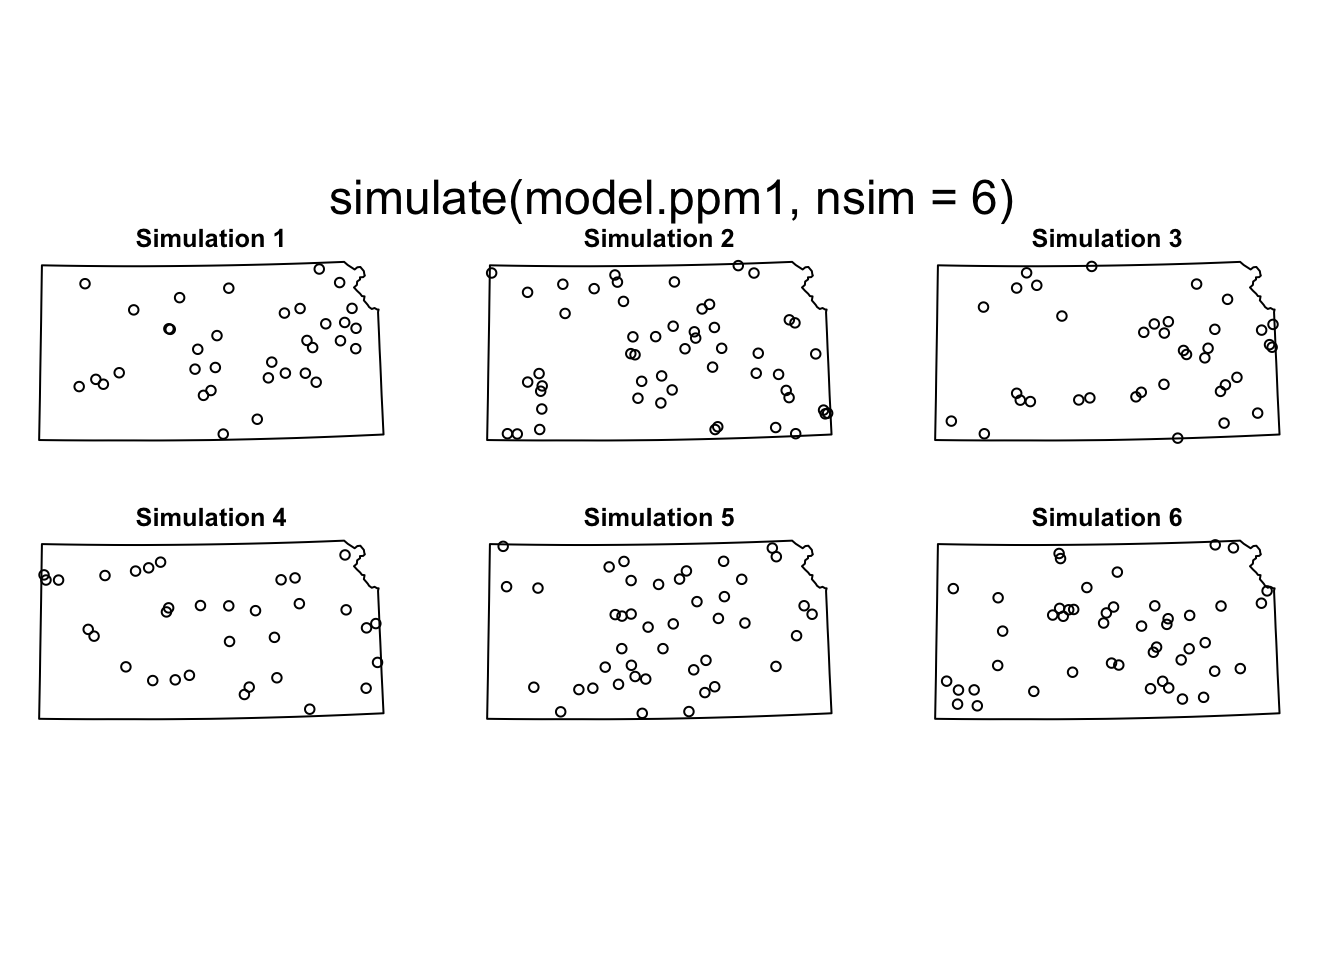 simulate(model.ppm1, nsim = 6)
Simulation 1
Simulation 2
Simulation 3
Simulation 4
Simulation 5
Simulation 6